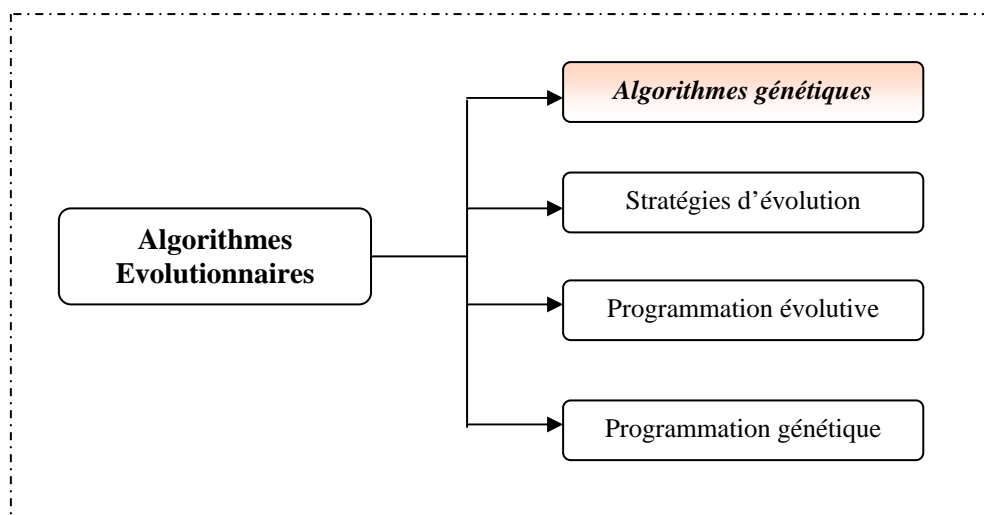 Algorithmes génétiques
Stratégies d’évolution
Algorithmes
Evolutionnaires
Programmation évolutive
Programmation génétique